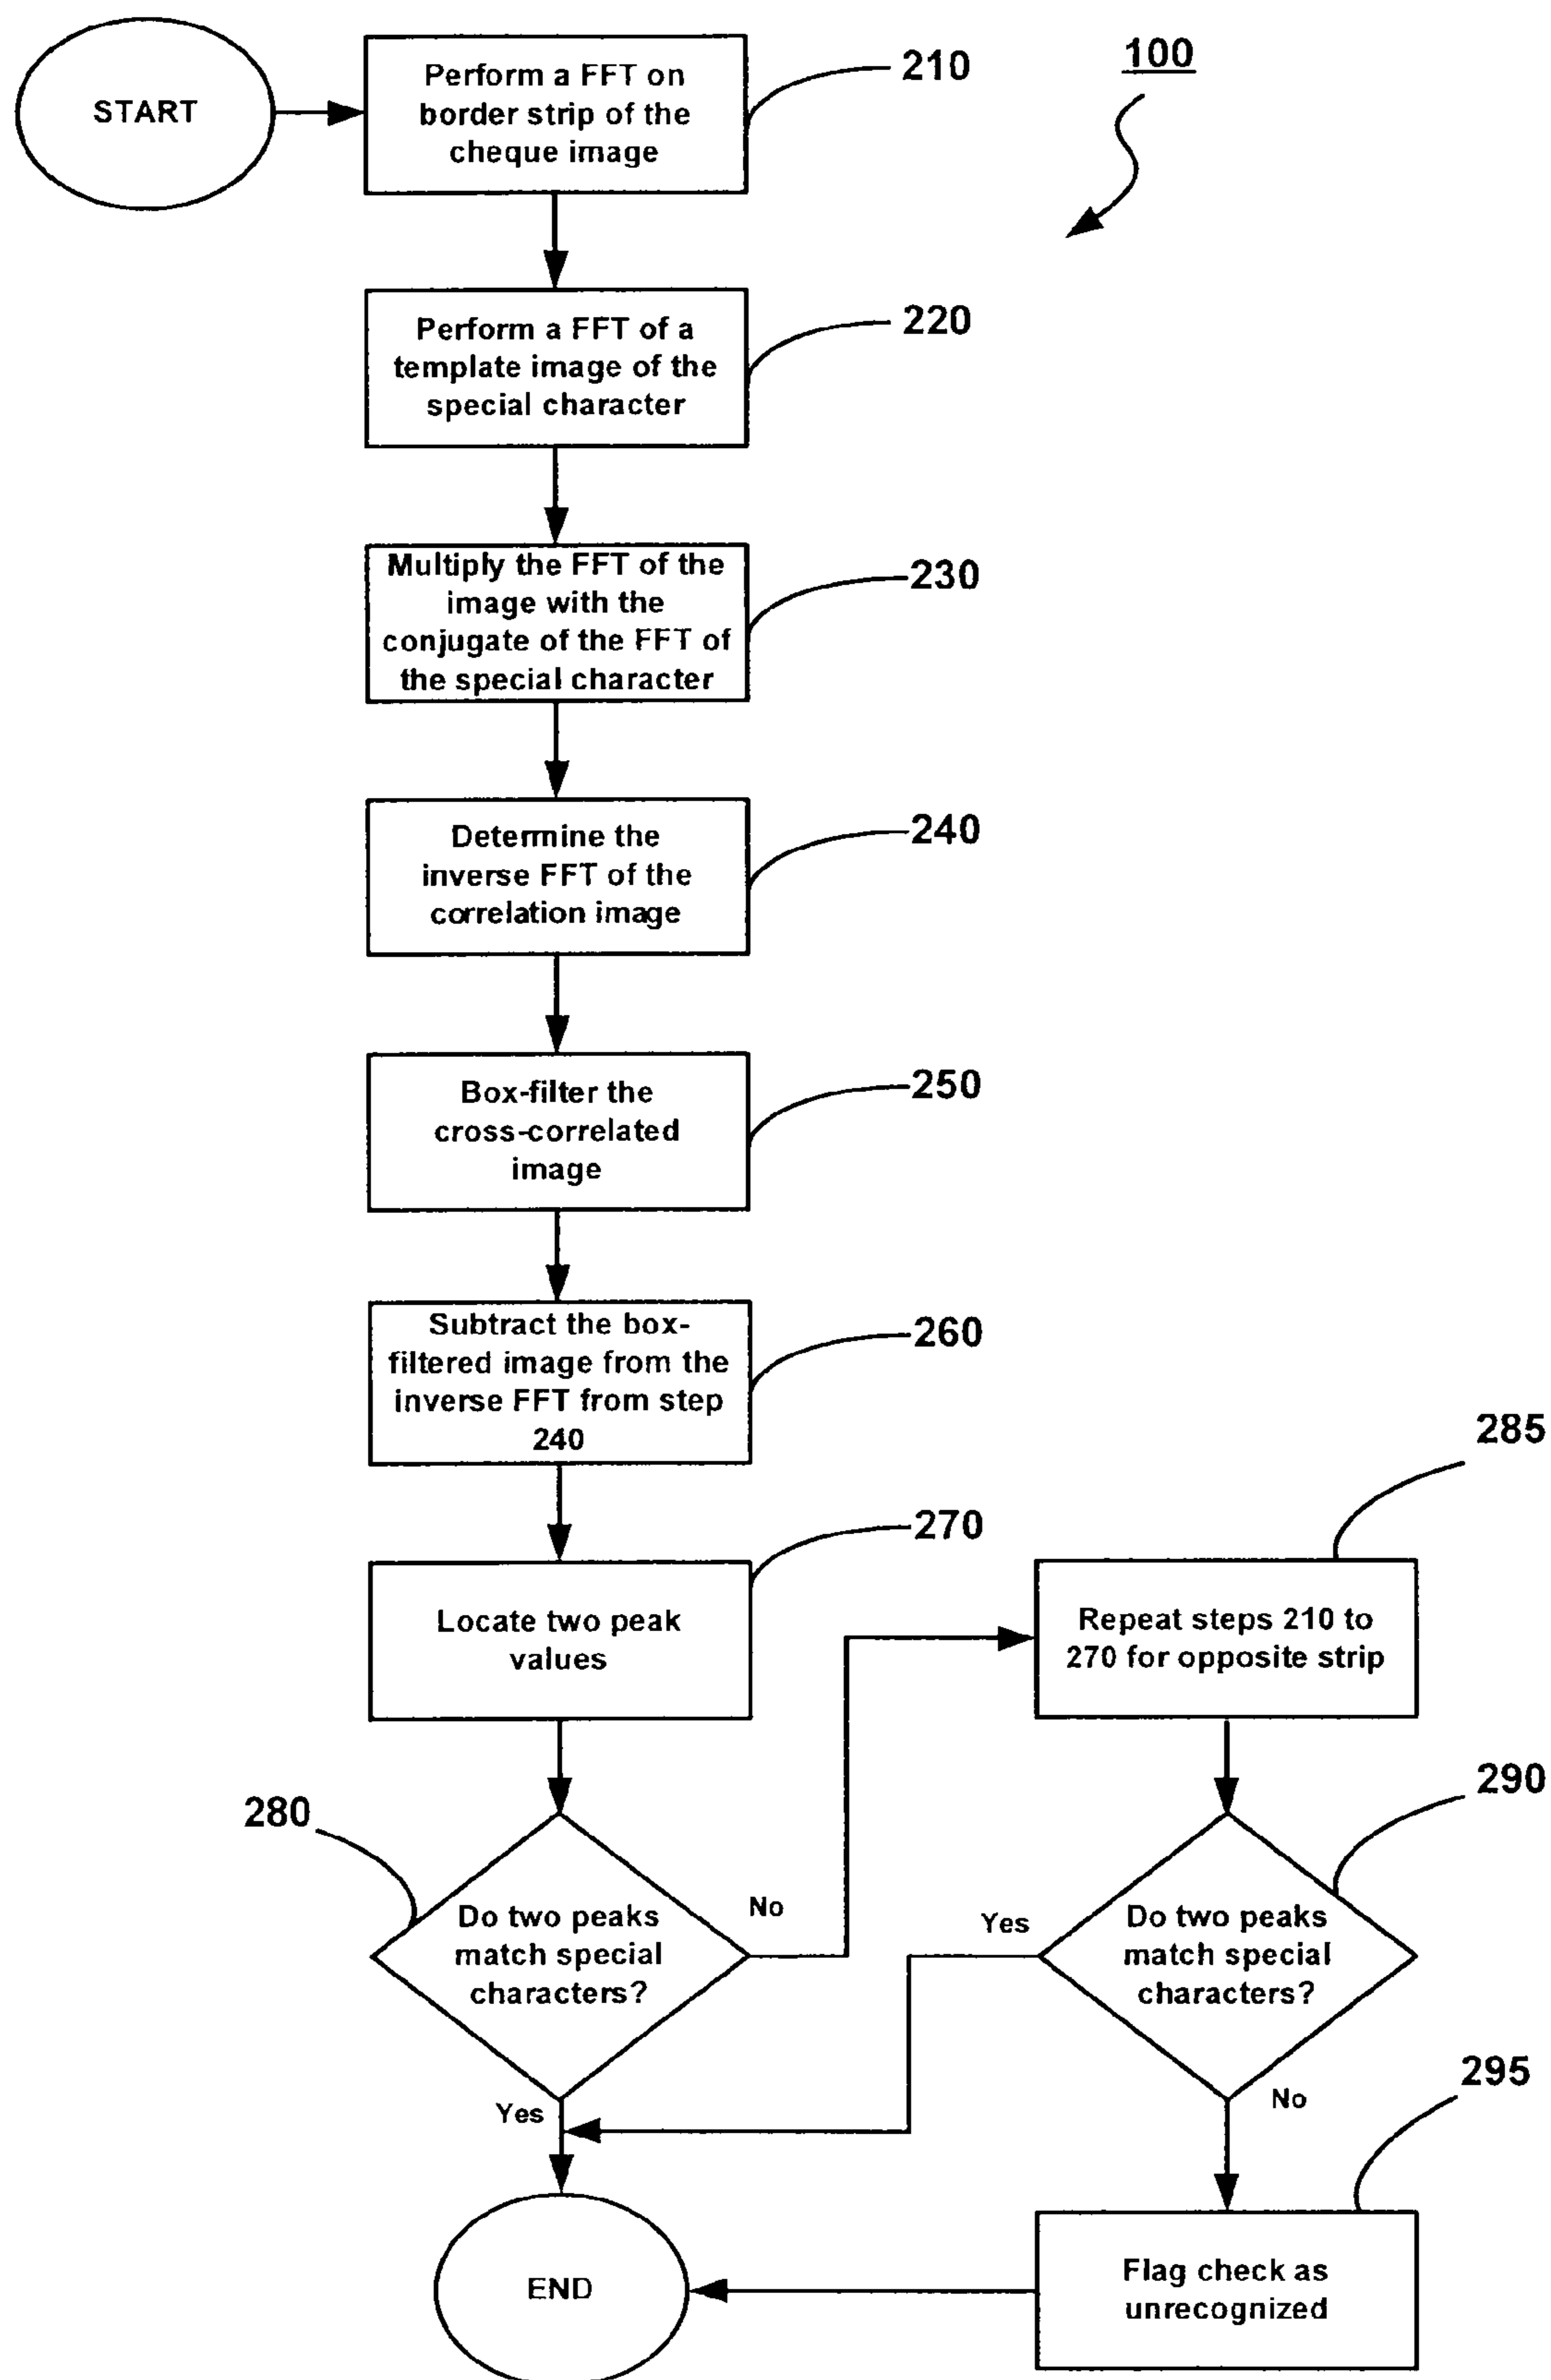 START
Perform a FFT on
border strip of the
cheque image
210
100
Perform a FFT of a
template image of the
special character
220
Multiply the FFT of the
image with the
conjugate of the FFT of
the special character
230
Determine the
inverse FFT of the
correlation image
240
Box-filter the
cross-correlated
image
250
Subtract the box-
filtered image from the
inverse FFT from step
240
260
Locate two peak
values
270
285
Repeat steps 210 to
270 for opposite strip
280
Do two peaks
match special
characters?
No
Yes
290
Do two peaks
match special
characters?
Yes
No
295
Flag check as
unrecognized
END